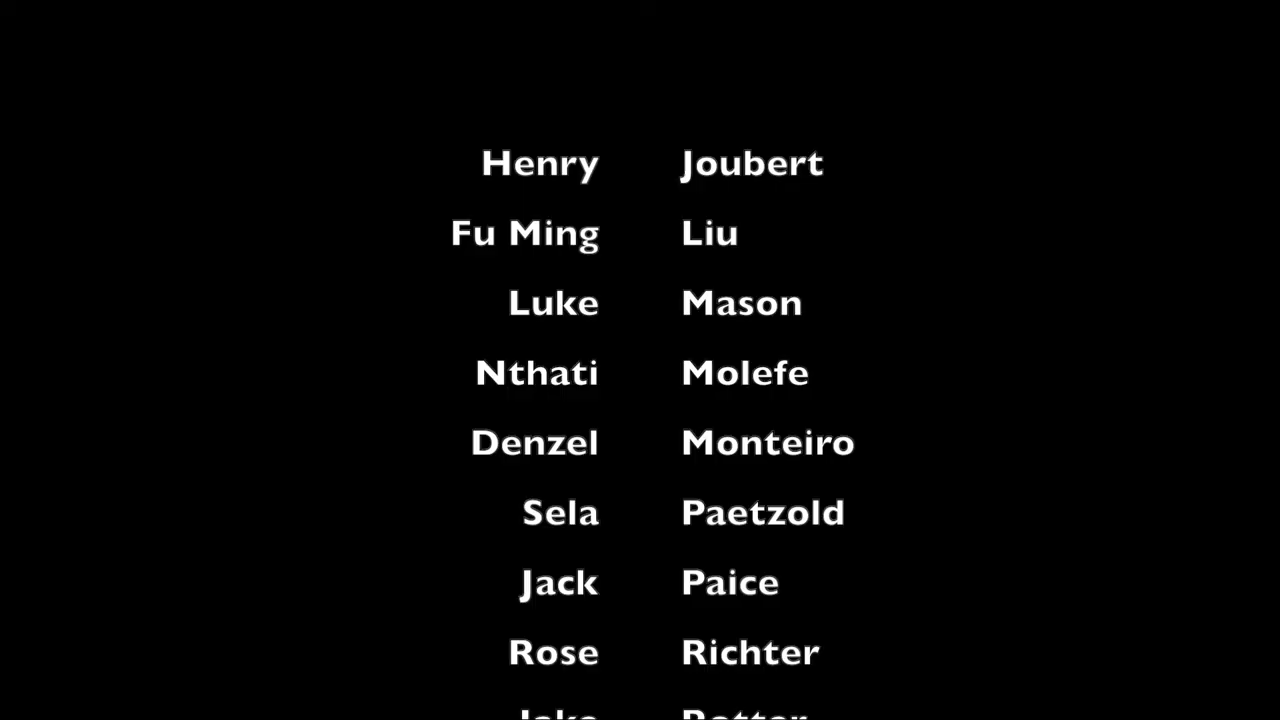 Henry Joubert
Fu Ming Liu
Luke Mason
Nthati Molefe
Denzel Monteiro
Sela Paetzold
Jack Paice
Rose Richter